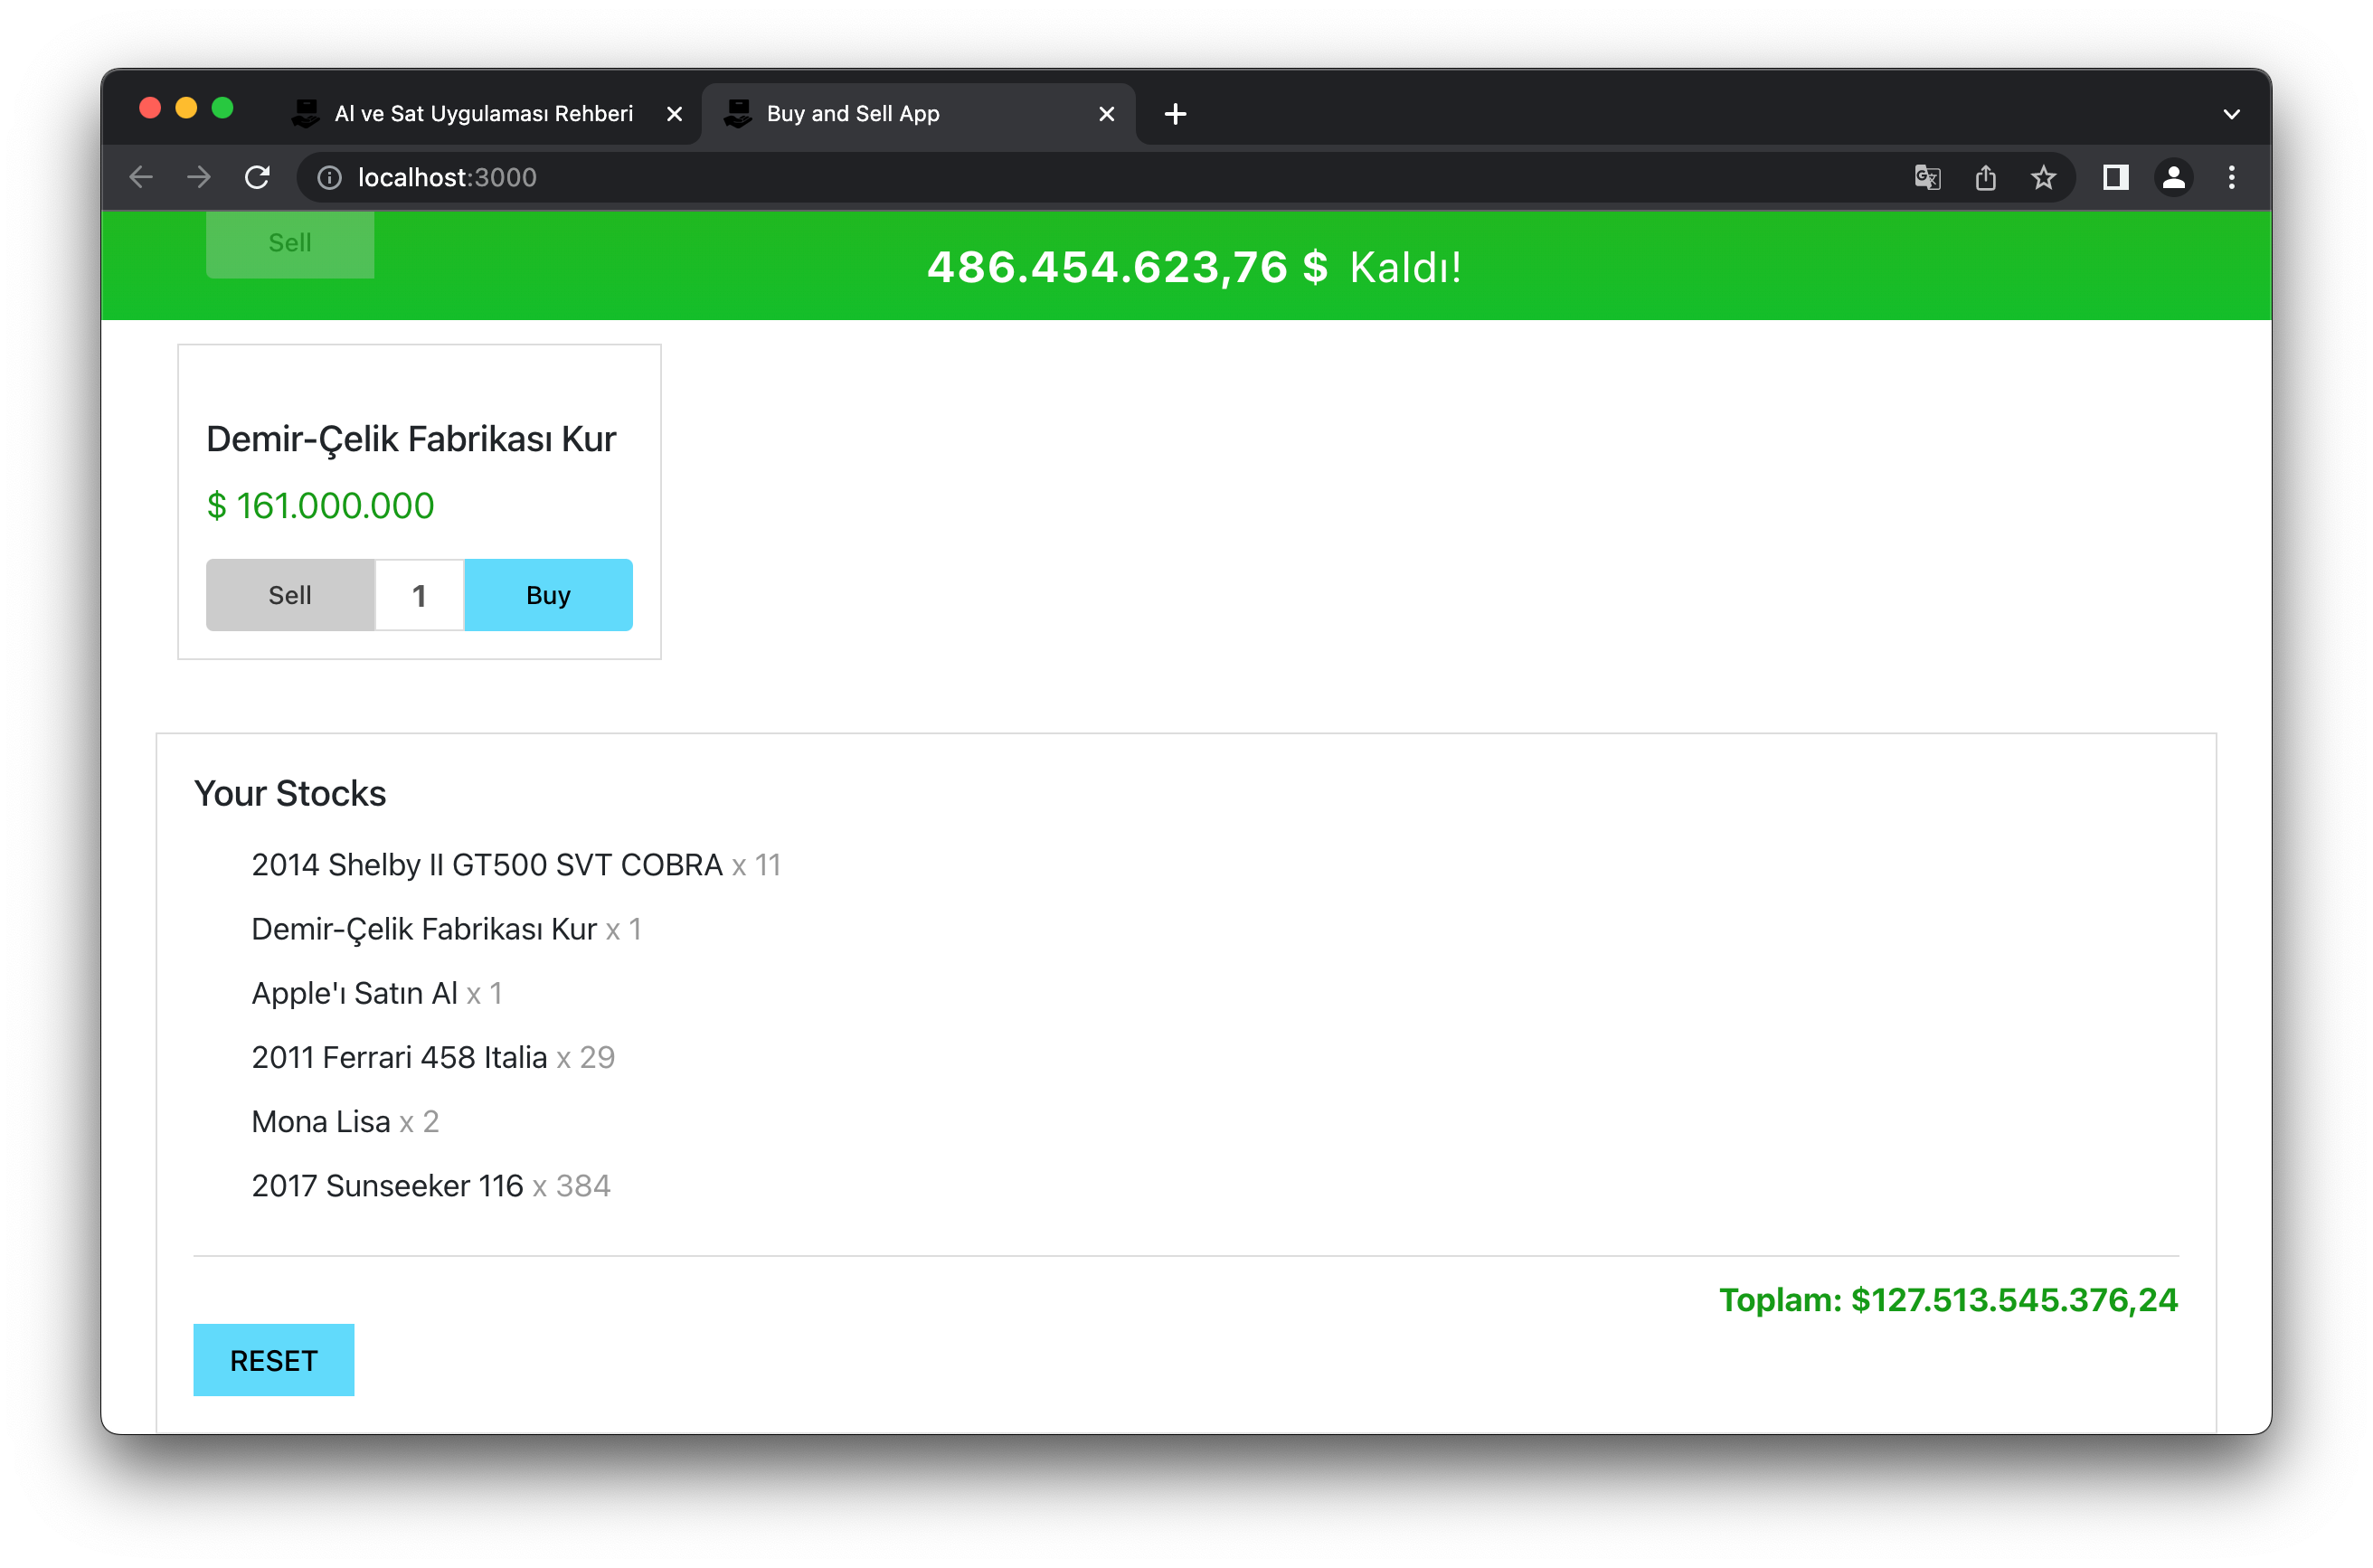 Al ve Sat Uygulaması Rehberi
Buy and Sell App
localhost:3000
Sell
486.454.623,76 $ Kaldı!
Demir-Çelik Fabrikası Kur
$ 161.000.000
Sell 1 Buy
Your Stocks
2014 Shelby II GT500 SVT COBRA x 11
Demir-Çelik Fabrikası Kur x 1
Apple'ı Satın Al x 1
2011 Ferrari 458 Italia x 29
Mona Lisa x 2
2017 Sunseeker 116 x 384
Toplam: $127.513.545.376,24
RESET